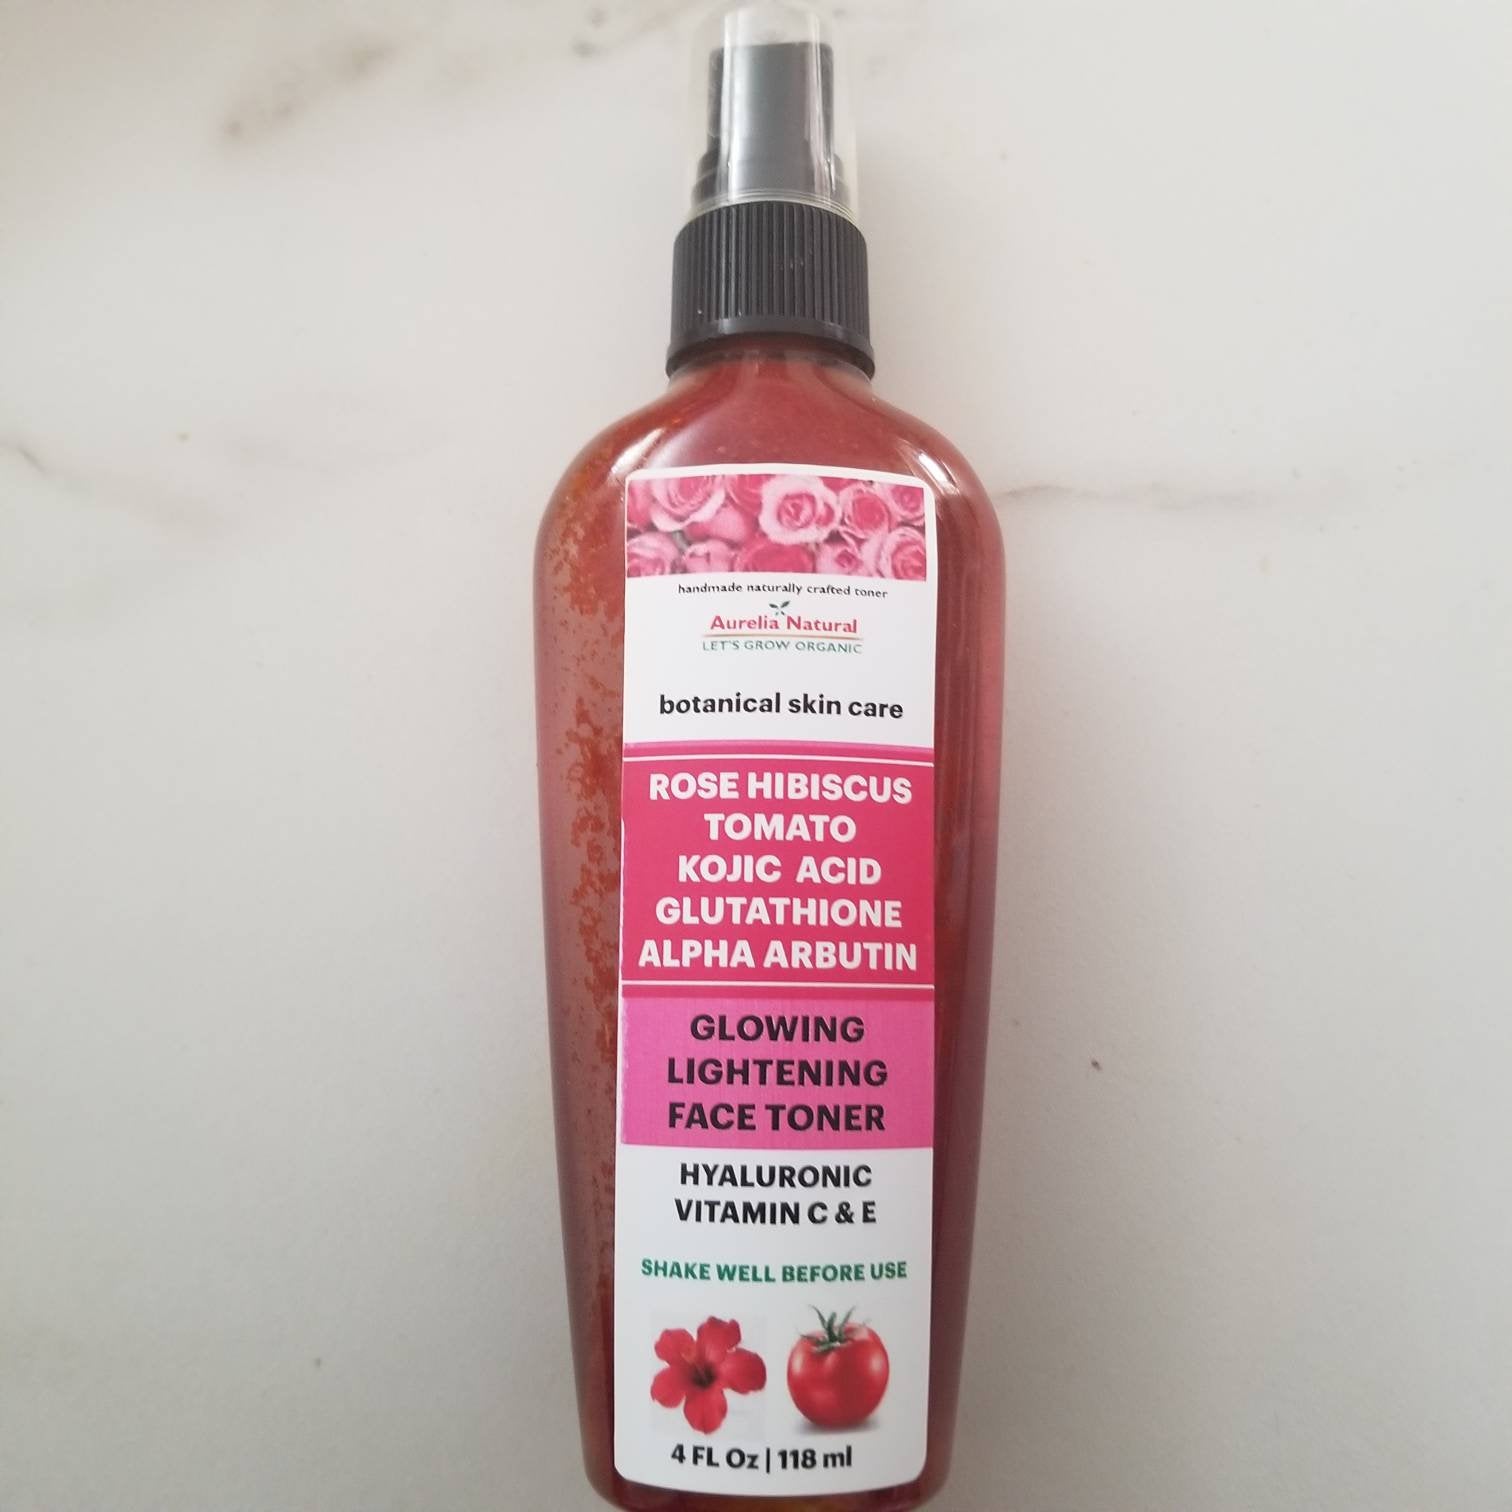 handmade naturally crafted toner
Aurelia Natural
LET'S GROW ORGANIC
botanical skin care
ROSE HIBISCUS
TOMATO
KOJIC ACID
GLUTATHIONE
ALPHA ARBUTIN
GLOWING
LIGHTENING
FACE TONER
HYALURONIC
VITAMIN C & E
SHAKE WELL BEFORE USE
4 FL Oz | 118 ml